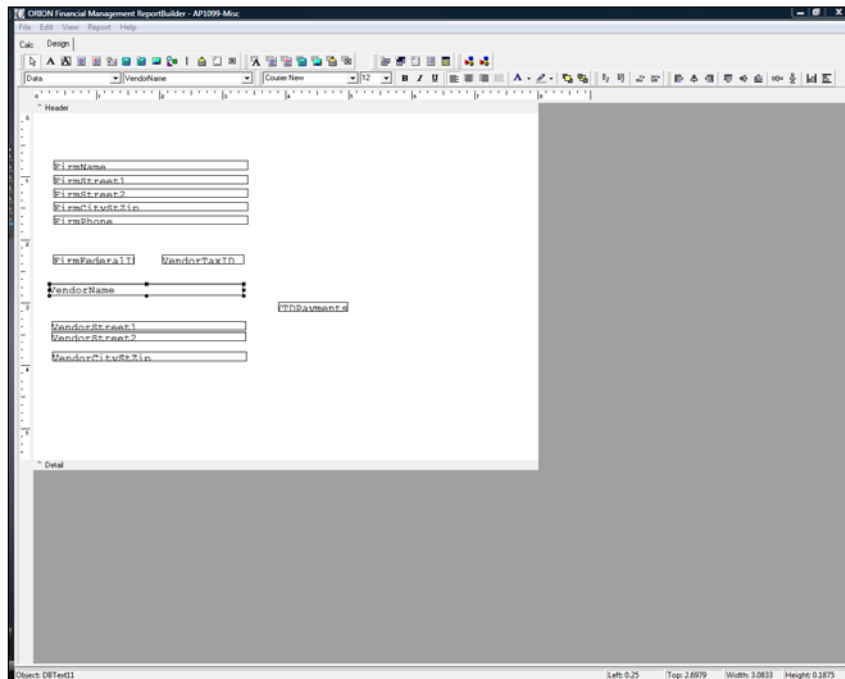 ORION Financial Management ReportBuilder - AP1099-Misc
File Edit View Report Help
Calc Design
Data VendorName Courier New 12 B I U
Header
FirmName
FirmStreet1
FirmStreet2
FirmCityStZip
FirmPhone
FirmFederalI VendorTaxID
VendorName
YTDPayments
VendorStreet1
VendorStreet2
VendorCityStZip
Detail
Object: DBText11 Left: 0.25 Top: 2.6979 Width: 3.0833 Height: 0.1875